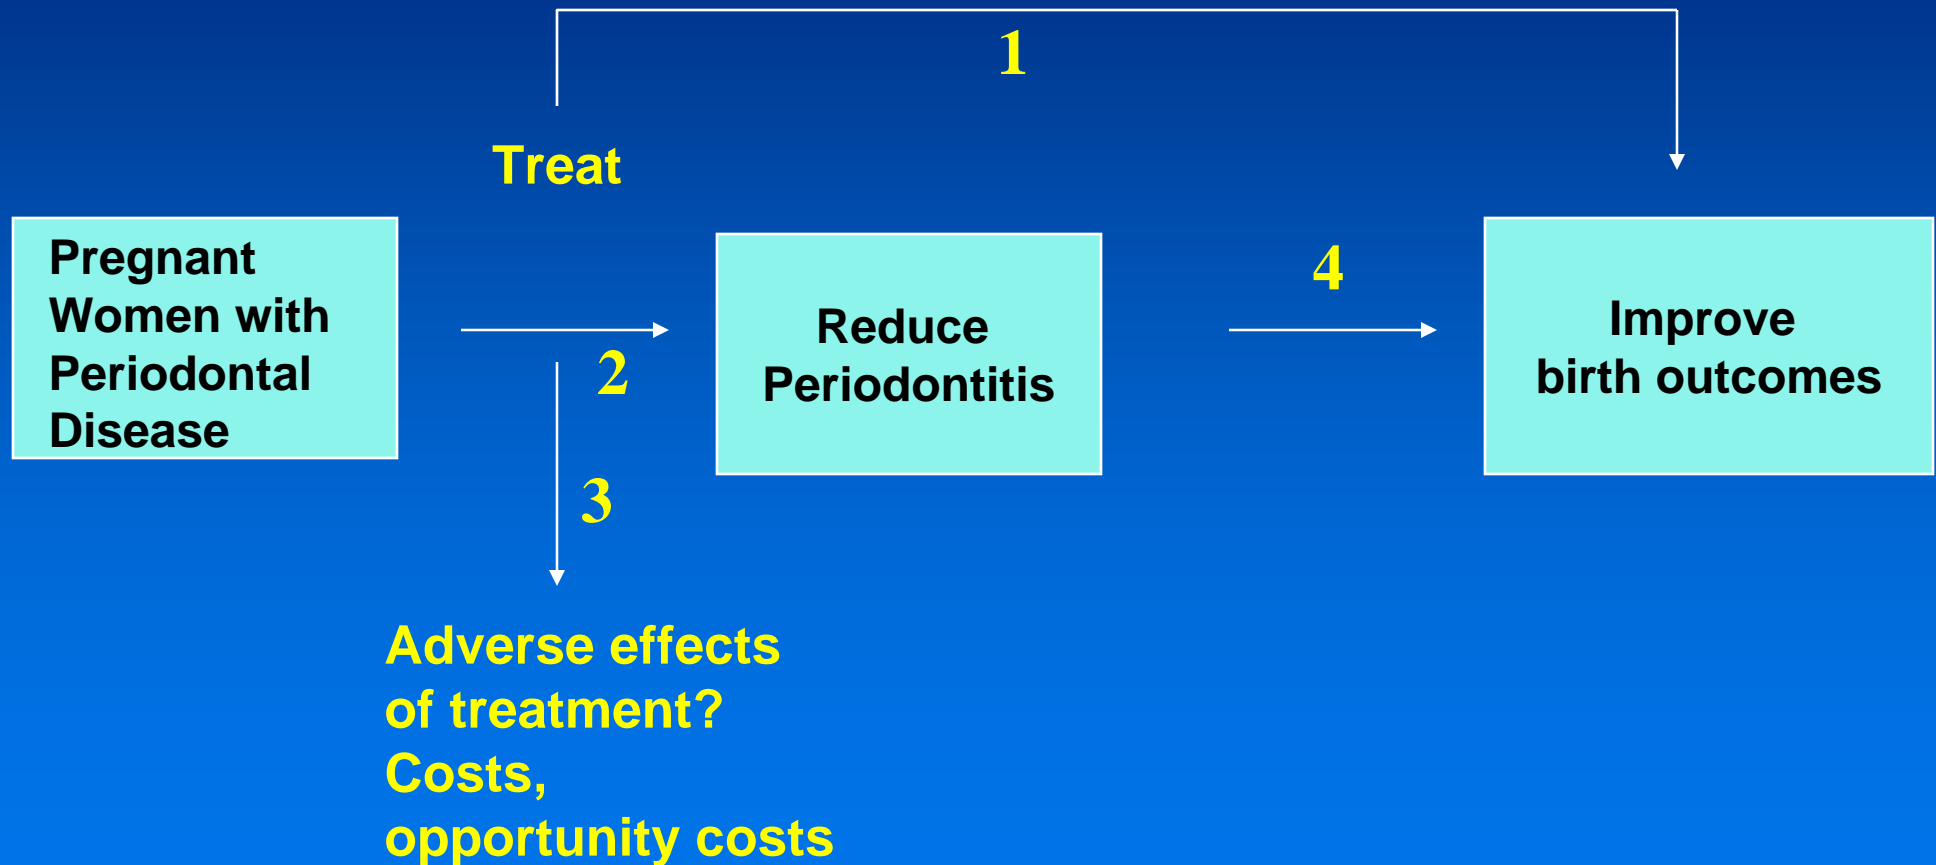 1
Treat
Pregnant
Women with
Periodontal
Disease
2
3
Reduce
Periodontitis
4
Improve
birth outcomes
Adverse effects
of treatment?
Costs,
opportunity costs